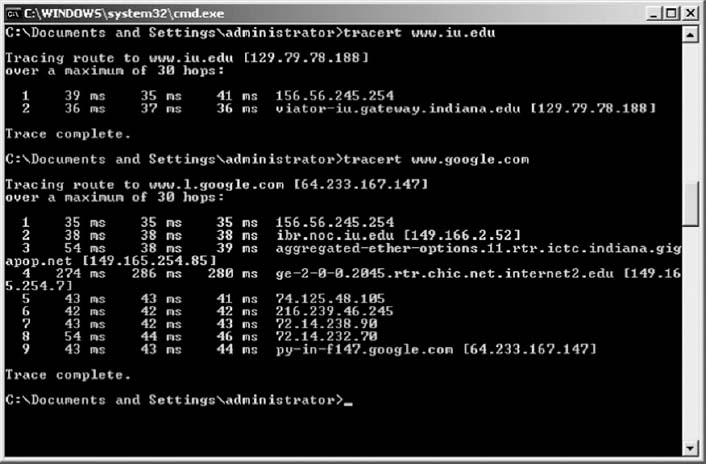 C:\WINDOWS\system32\cmd.exe
C:\Documents and Settings\administrator>tracert www.iu.edu
Tracing route to www.iu.edu [129.79.78.188]
over a maximum of 30 hops:
1 39 ms 35 ms 41 ms 156.56.245.254
2 36 ms 37 ms 36 ms viator-iu.gateway.indiana.edu [129.79.78.188]
Trace complete.
C:\Documents and Settings\administrator>tracert www.google.com
Tracing route to www.l.google.com [64.233.167.147]
over a maximum of 30 hops:
1 35 ms 35 ms 35 ms 156.56.245.254
2 38 ms 38 ms 38 ms ibr.noc.iu.edu [149.166.2.52]
3 54 ms 38 ms 39 ms aggregated-ether-options.11.rtr.ictc.indiana.gig
apop.net [149.165.254.85]
4 274 ms 286 ms 280 ms ge-2-0-0.2045.rtr.chic.net.internet2.edu [149.16
5.254.7]
5 43 ms 43 ms 41 ms 74.125.48.105
6 42 ms 42 ms 42 ms 216.239.46.245
7 43 ms 42 ms 43 ms 72.14.238.90
8 54 ms 44 ms 46 ms 72.14.232.70
9 43 ms 43 ms 44 ms py-in-f147.google.com [64.233.167.147]
Trace complete.
C:\Documents and Settings\administrator>_